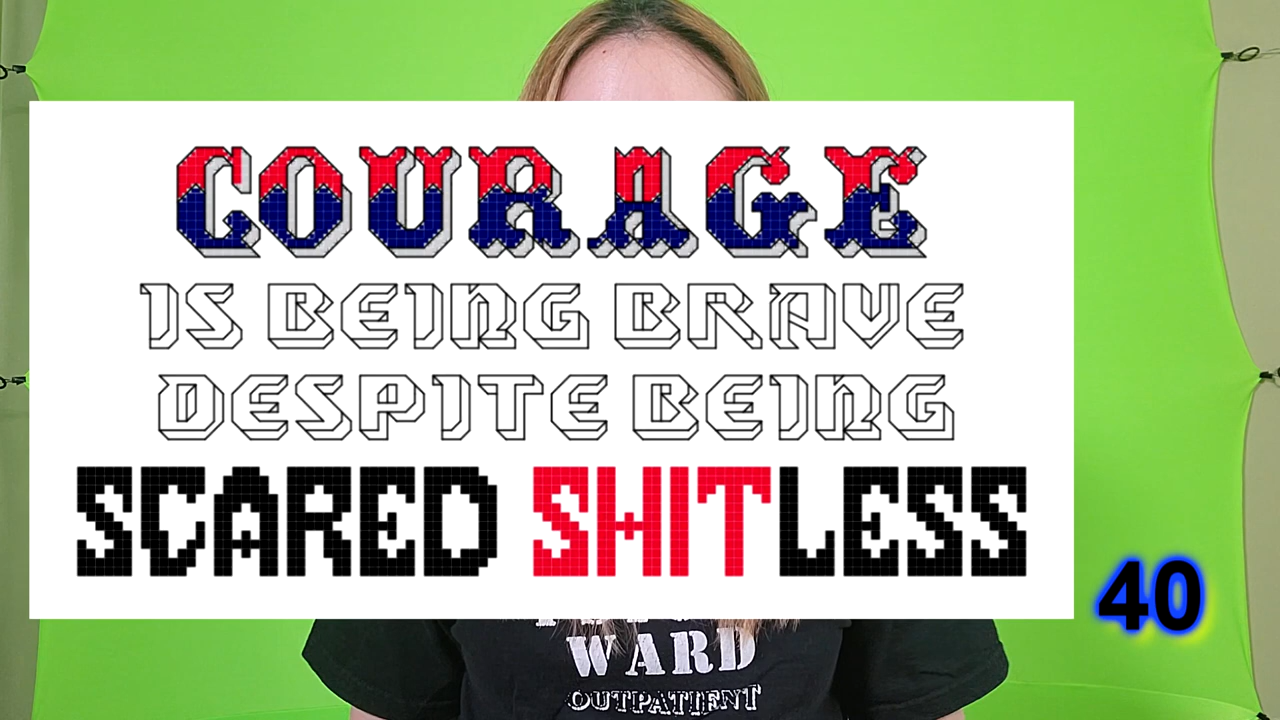 COURAGE
IS BEING BRAVE
DESPITE BEING
SCARED SHITLESS
40
WARD
OUTPATIENT